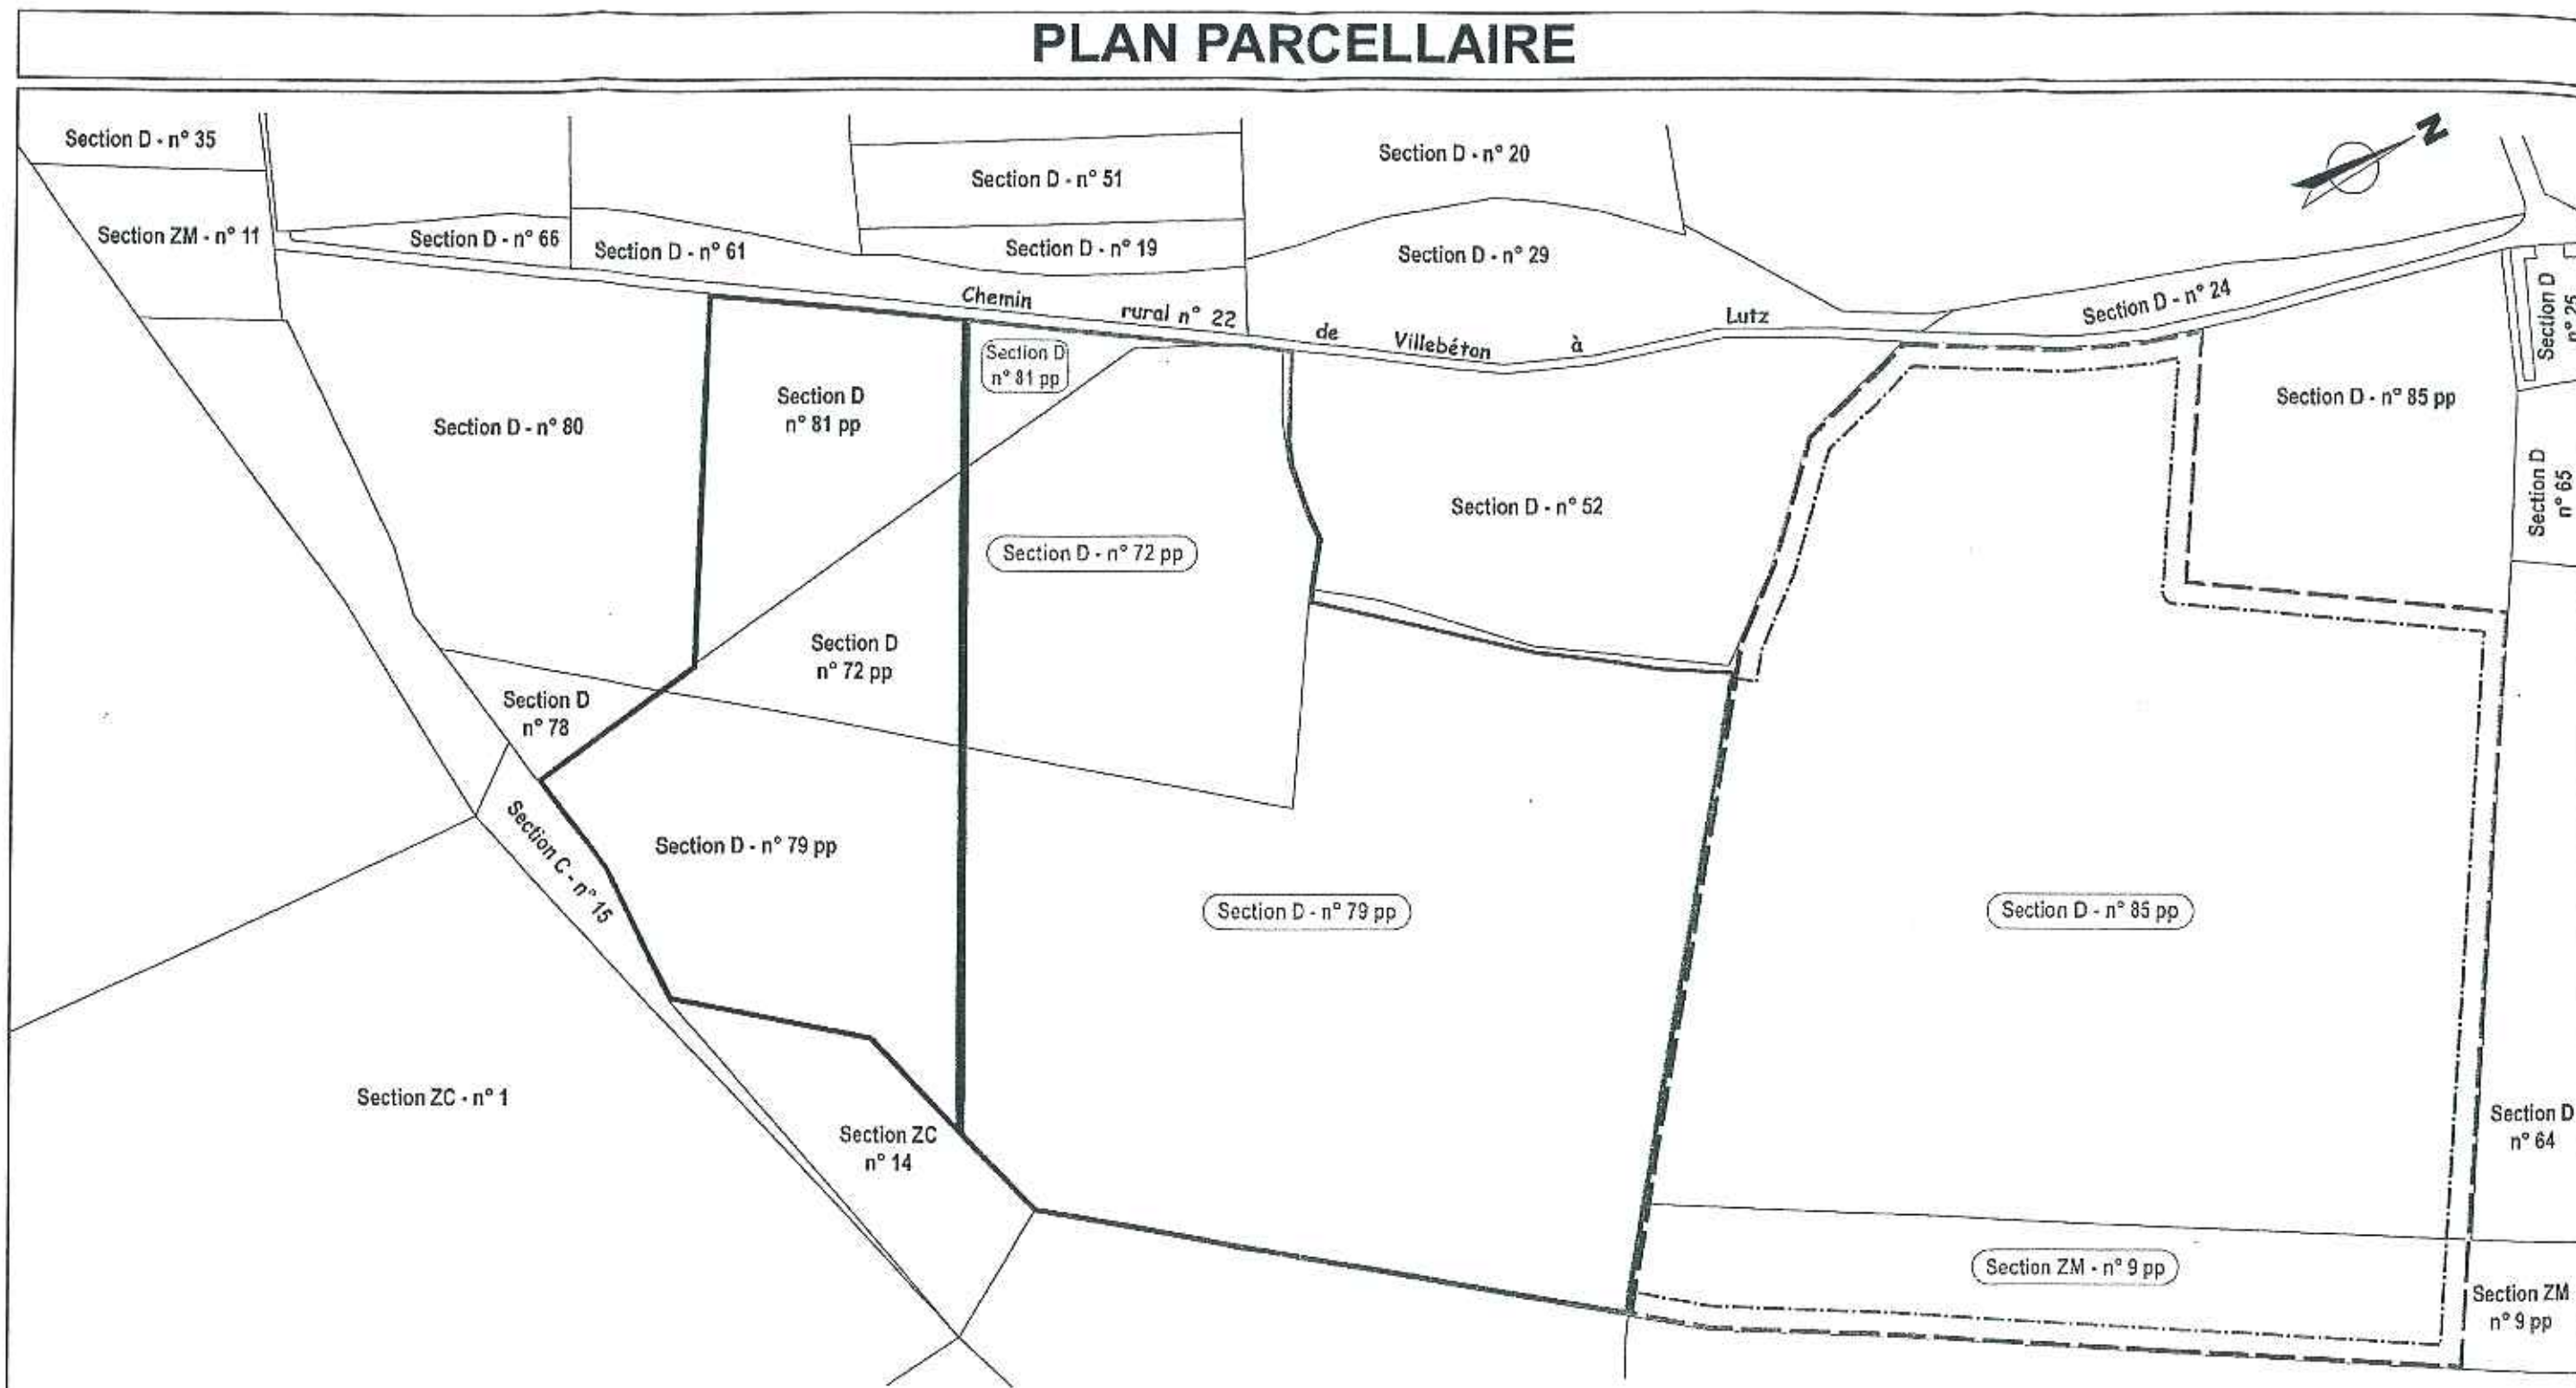 PLAN PARCELLAIRE
Section D - n° 35
Section D - n° 51
Section D - n° 20
N
Section ZM - n° 11
Section D - n° 66
Section D - n° 61
Section D - n° 19
Section D - n° 29
Section D - n° 24
Section D
n° 25
Chemin rural n° 22 de Villebéton à Lutz
Section D
n° 81 pp
Section D
n° 81 pp
Section D - n° 80
Section D - n° 85 pp
Section D
n° 65
Section D - n° 52
Section D - n° 72 pp
Section D
n° 72 pp
Section D
n° 78
Section D - n° 79 pp
Section C - n° 15
Section D - n° 79 pp
Section D - n° 85 pp
Section ZC - n° 1
Section ZC
n° 14
Section D
n° 64
Section ZM - n° 9 pp
Section ZM
n° 9 pp